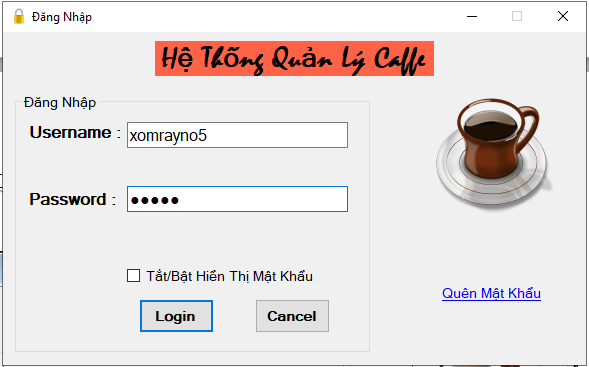 Đăng Nhập
Hệ Thống Quản Lý Caffe
Đăng Nhập
Username : xomrayno5
Password : ●●●●●
Tắt/Bật Hiển Thị Mật Khẩu
Login Cancel
Quên Mật Khẩu